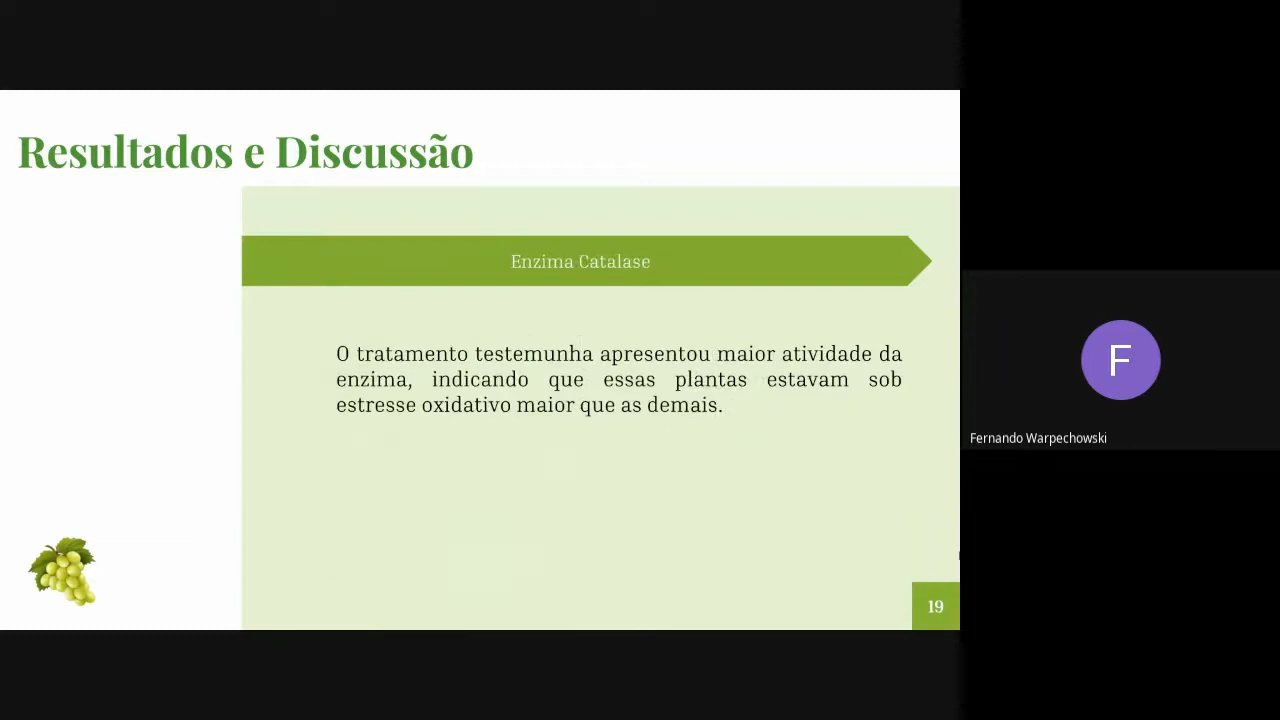 Resultados e Discussão
Enzima Catalase
O tratamento testemunha apresentou maior atividade da
enzima, indicando que essas plantas estavam sob
estresse oxidativo maior que as demais.
19
F
Fernando Warpechowski